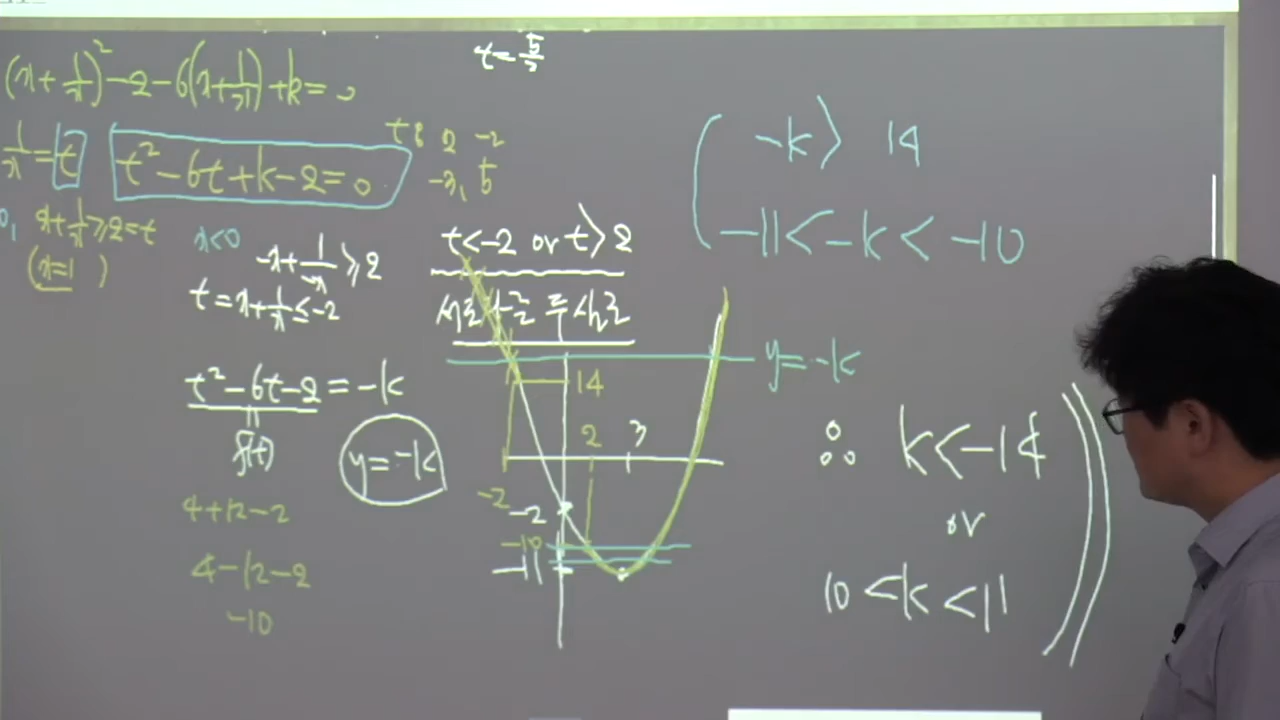 (x+1/x)²-2-6(x+1/x)+k=0
t=5/2
1/x=t
t²-6t+k-2=0
t: 2 -2
-3, 5
0, x+1/x≥2=t
(x=1)
x<0
-x+1/-x≥2
t=x+1/x≤-2
t<-2 or t>2
서로 다른 두 실근
-k>14
-11<-k<-10
t²-6t-2=-k
f(t)
y=-k
4+12-2
4-12-2
-10
y=-k
14
2
3
-2
-2
-10
-11
∴ k<-14
or
10<k<11